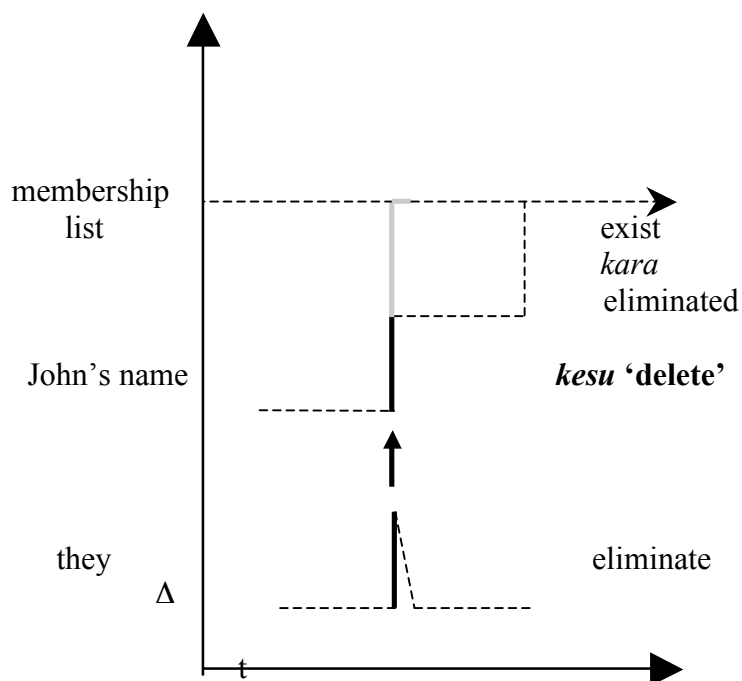 membership
list
exist
kara
eliminated
John’s name
kesu ‘delete’
they
eliminate
Δ
t